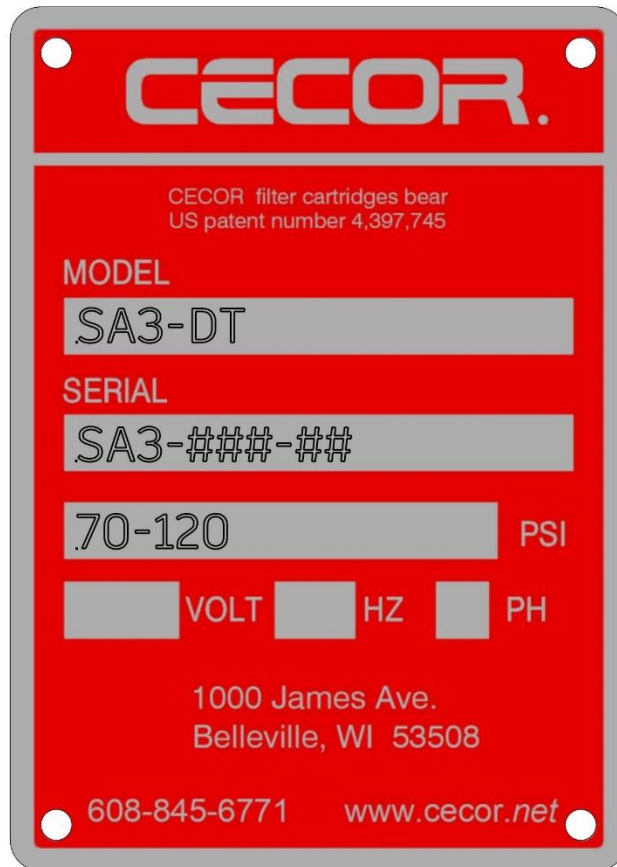 CECOR.
CECOR filter cartridges bear
US patent number 4,397,745
MODEL
.SA3-DT
SERIAL
.SA3-###-##
.70-120 PSI
VOLT HZ PH
1000 James Ave.
Belleville, WI 53508
608-845-6771 www.cecor.net